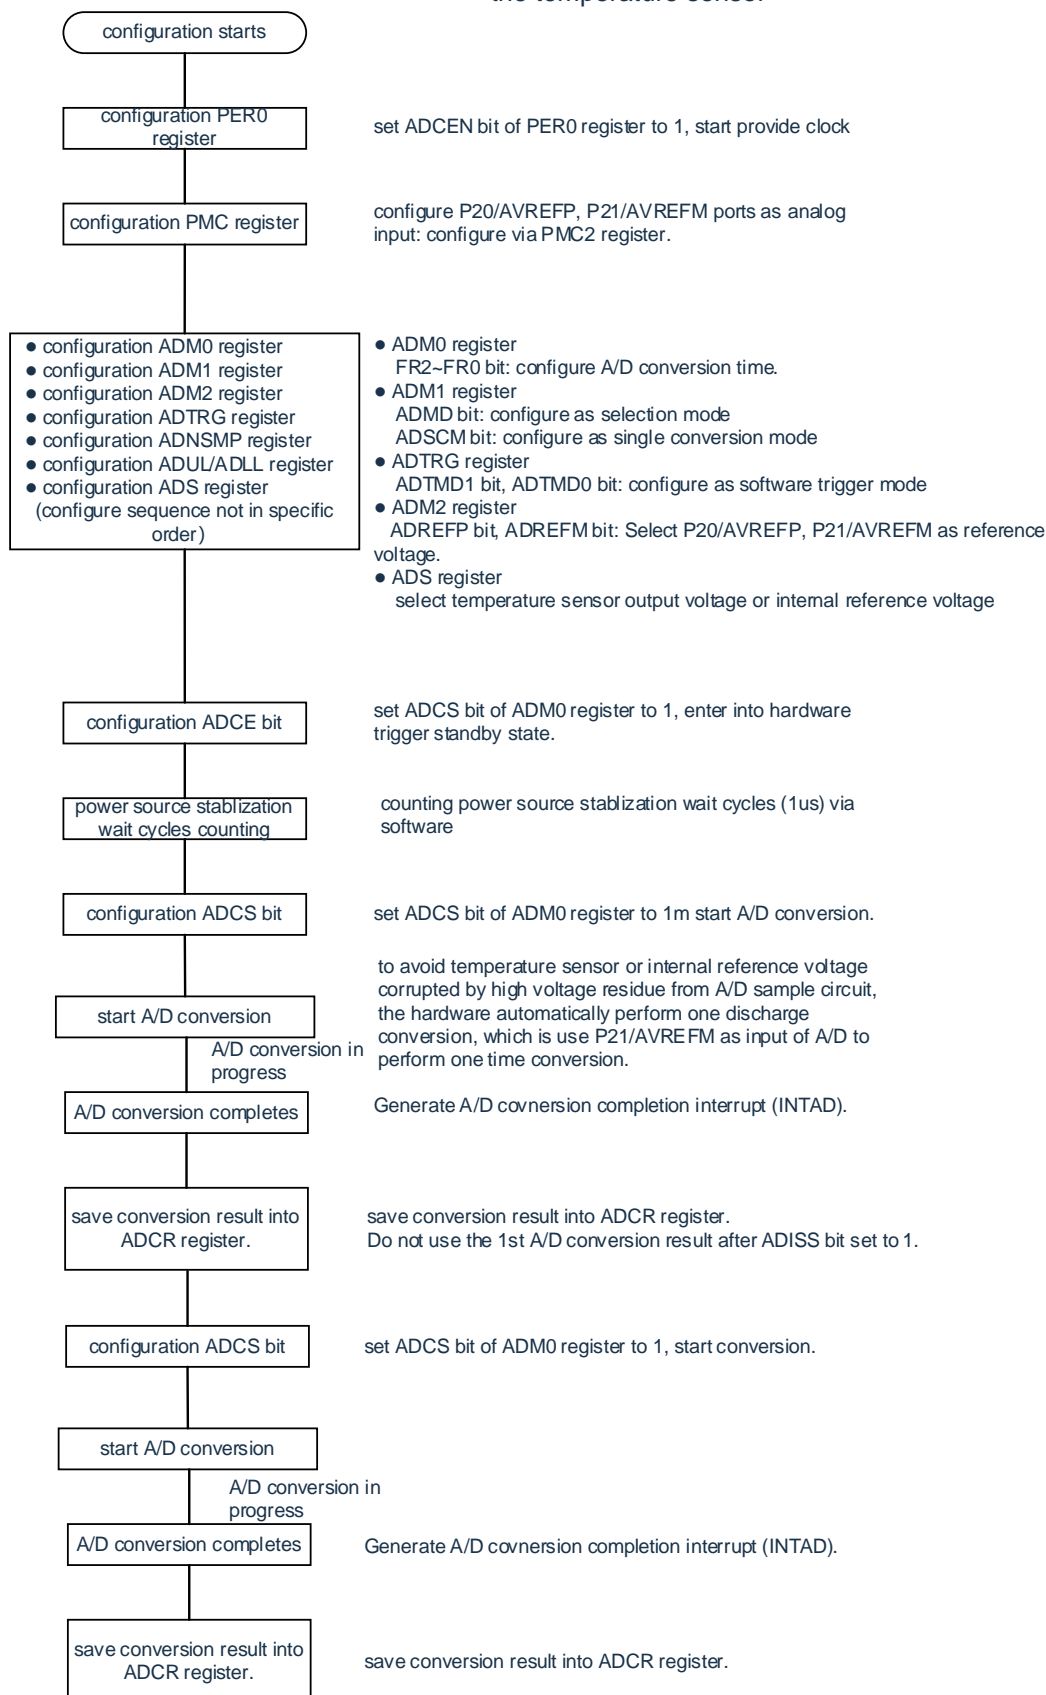 the temperature sensor
configuration starts
configuration PER0
register
set ADCEN bit of PER0 register to 1, start provide clock
configuration PMC register
configure P20/AVREFP, P21/AVREFM ports as analog
input: configure via PMC2 register.
● configuration ADM0 register
● configuration ADM1 register
● configuration ADM2 register
● configuration ADTRG register
● configuration ADNSMP register
● configuration ADUL/ADLL register
● configuration ADS register
(configure sequence not in specific
order)
● ADM0 register
FR2~FR0 bit: configure A/D conversion time.
● ADM1 register
ADMD bit: configure as selection mode
ADSCM bit: configure as single conversion mode
● ADTRG register
ADTMD1 bit, ADTMD0 bit: configure as software trigger mode
● ADM2 register
ADREFP bit, ADREFM bit: Select P20/AVREFP, P21/AVREFM as reference
voltage.
● ADS register
select temperature sensor output voltage or internal reference voltage
configuration ADCE bit
set ADCS bit of ADM0 register to 1, enter into hardware
trigger standby state.
power source stablization
wait cycles counting
counting power source stablization wait cycles (1us) via
software
configuration ADCS bit
set ADCS bit of ADM0 register to 1m start A/D conversion.
start A/D conversion
to avoid temperature sensor or internal reference voltage
corrupted by high voltage residue from A/D sample circuit,
the hardware automatically perform one discharge
conversion, which is use P21/AVREFM as input of A/D to
perform one time conversion.
A/D conversion in
progress
A/D conversion completes
Generate A/D covnersion completion interrupt (INTAD).
save conversion result into
ADCR register.
save conversion result into ADCR register.
Do not use the 1st A/D conversion result after ADISS bit set to 1.
configuration ADCS bit
set ADCS bit of ADM0 register to 1, start conversion.
start A/D conversion
A/D conversion in
progress
A/D conversion completes
Generate A/D covnersion completion interrupt (INTAD).
save conversion result into
ADCR register.
save conversion result into ADCR register.